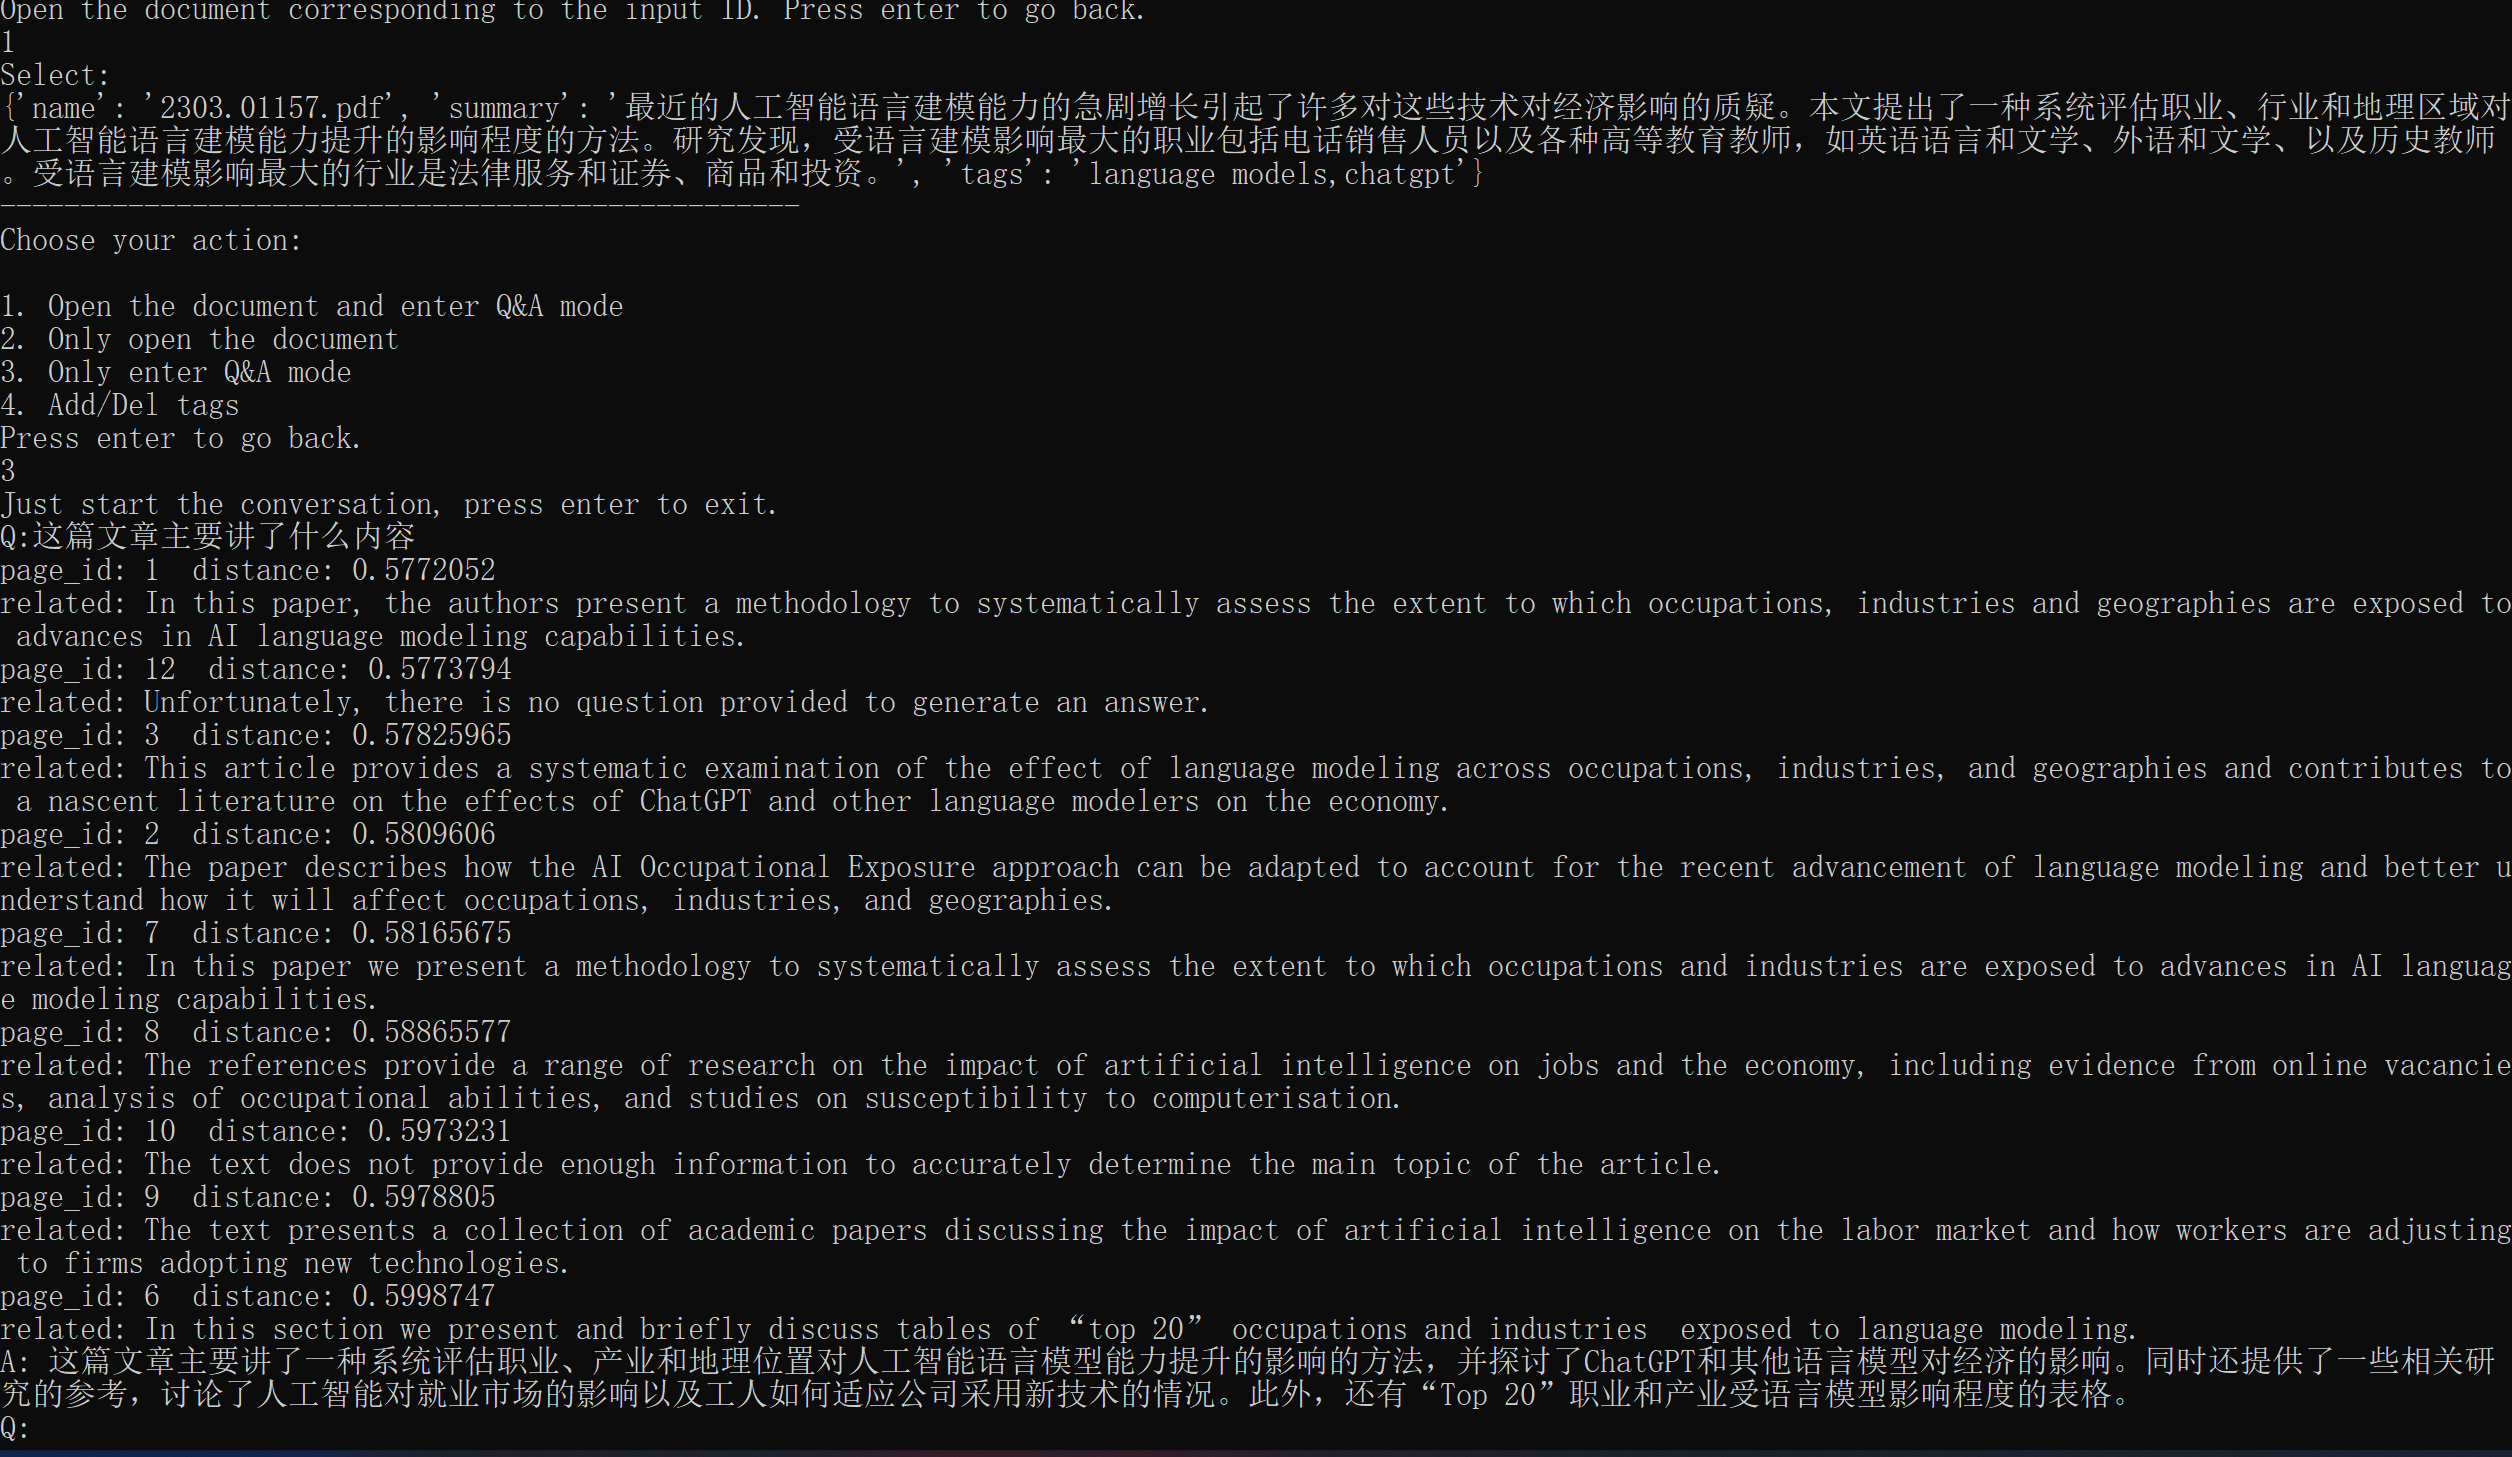 Open the document corresponding to the input ID. Press enter to go back.
1
Select:
{'name': '2303.01157.pdf', 'summary': '最近的人工智能语言建模能力的急剧增长引起了许多对这些技术对经济影响的质疑。本文提出了一种系统评估职业、行业和地理区域对
人工智能语言建模能力提升的影响程度的方法。研究发现，受语言建模影响最大的职业包括电话销售人员以及各种高等教育教师，如英语语言和文学、外语和文学、以及历史教师
。受语言建模影响最大的行业是法律服务和证券、商品和投资。', 'tags': 'language models,chatgpt'}
--------------------------------------------------
Choose your action:
1. Open the document and enter Q&A mode
2. Only open the document
3. Only enter Q&A mode
4. Add/Del tags
Press enter to go back.
3
Just start the conversation, press enter to exit.
Q:这篇文章主要讲了什么内容
page_id: 1  distance: 0.5772052
related: In this paper, the authors present a methodology to systematically assess the extent to which occupations, industries and geographies are exposed to
 advances in AI language modeling capabilities.
page_id: 12  distance: 0.5773794
related: Unfortunately, there is no question provided to generate an answer.
page_id: 3  distance: 0.57825965
related: This article provides a systematic examination of the effect of language modeling across occupations, industries, and geographies and contributes to
 a nascent literature on the effects of ChatGPT and other language modelers on the economy.
page_id: 2  distance: 0.5809606
related: The paper describes how the AI Occupational Exposure approach can be adapted to account for the recent advancement of language modeling and better u
nderstand how it will affect occupations, industries, and geographies.
page_id: 7  distance: 0.58165675
related: In this paper we present a methodology to systematically assess the extent to which occupations and industries are exposed to advances in AI languag
e modeling capabilities.
page_id: 8  distance: 0.58865577
related: The references provide a range of research on the impact of artificial intelligence on jobs and the economy, including evidence from online vacancie
s, analysis of occupational abilities, and studies on susceptibility to computerisation.
page_id: 10  distance: 0.5973231
related: The text does not provide enough information to accurately determine the main topic of the article.
page_id: 9  distance: 0.5978805
related: The text presents a collection of academic papers discussing the impact of artificial intelligence on the labor market and how workers are adjusting
 to firms adopting new technologies.
page_id: 6  distance: 0.5998747
related: In this section we present and briefly discuss tables of “top 20” occupations and industries  exposed to language modeling.
A: 这篇文章主要讲了一种系统评估职业、产业和地理位置对人工智能语言模型能力提升的影响的方法，并探讨了ChatGPT和其他语言模型对经济的影响。同时还提供了一些相关研
究的参考，讨论了人工智能对就业市场的影响以及工人如何适应公司采用新技术的情况。此外，还有“Top 20”职业和产业受语言模型影响程度的表格。
Q: